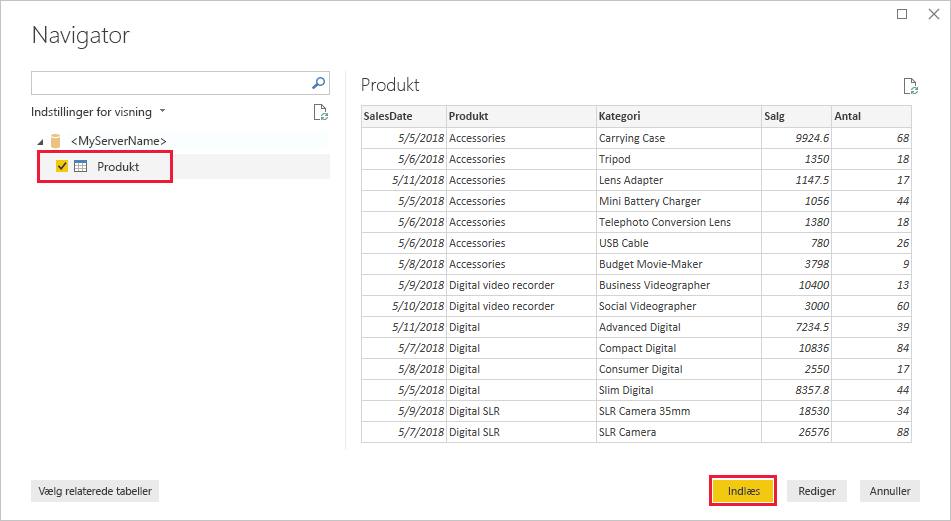 Navigator
Indstillinger for visning
<MyServerName>
Produkt
Produkt
SalesDate Produkt Kategori Salg Antal
5/5/2018 Accessories Carrying Case 9924.6 68
5/6/2018 Accessories Tripod 1350 18
5/11/2018 Accessories Lens Adapter 1147.5 17
5/5/2018 Accessories Mini Battery Charger 1056 44
5/6/2018 Accessories Telephoto Conversion Lens 1380 18
5/6/2018 Accessories USB Cable 780 26
5/8/2018 Accessories Budget Movie-Maker 3798 9
5/9/2018 Digital video recorder Business Videographer 10400 13
5/10/2018 Digital video recorder Social Videographer 3000 60
5/11/2018 Digital Advanced Digital 7234.5 39
5/7/2018 Digital Compact Digital 10836 84
5/8/2018 Digital Consumer Digital 2550 17
5/5/2018 Digital Slim Digital 8357.8 44
5/9/2018 Digital SLR SLR Camera 35mm 18530 34
5/7/2018 Digital SLR SLR Camera 26576 88
Vælg relaterede tabeller Indlæs Rediger Annuller